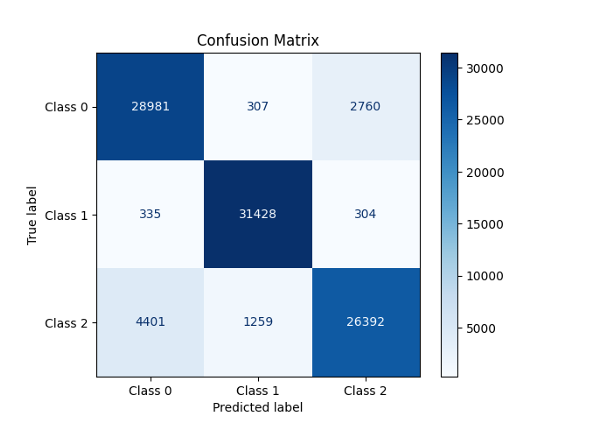 Confusion Matrix
Class 0 28981 307 2760
Class 1 335 31428 304
Class 2 4401 1259 26392
Class 0 Class 1 Class 2
Predicted label
True label
30000
25000
20000
15000
10000
5000